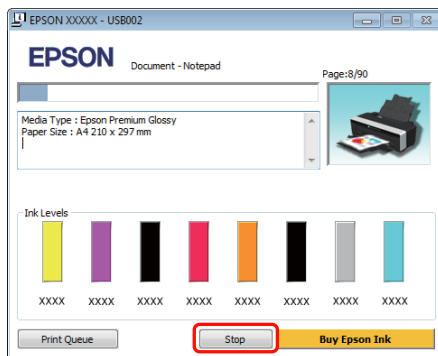 EPSON XXXXX - USB002
EPSON Document - Notepad
Page:8/90
Media Type : Epson Premium Glossy
Paper Size : A4 210 x 297 mm
Ink Levels
XXXX XXXX XXXX XXXX XXXX XXXX XXXX XXXX
Print Queue Stop Buy Epson Ink